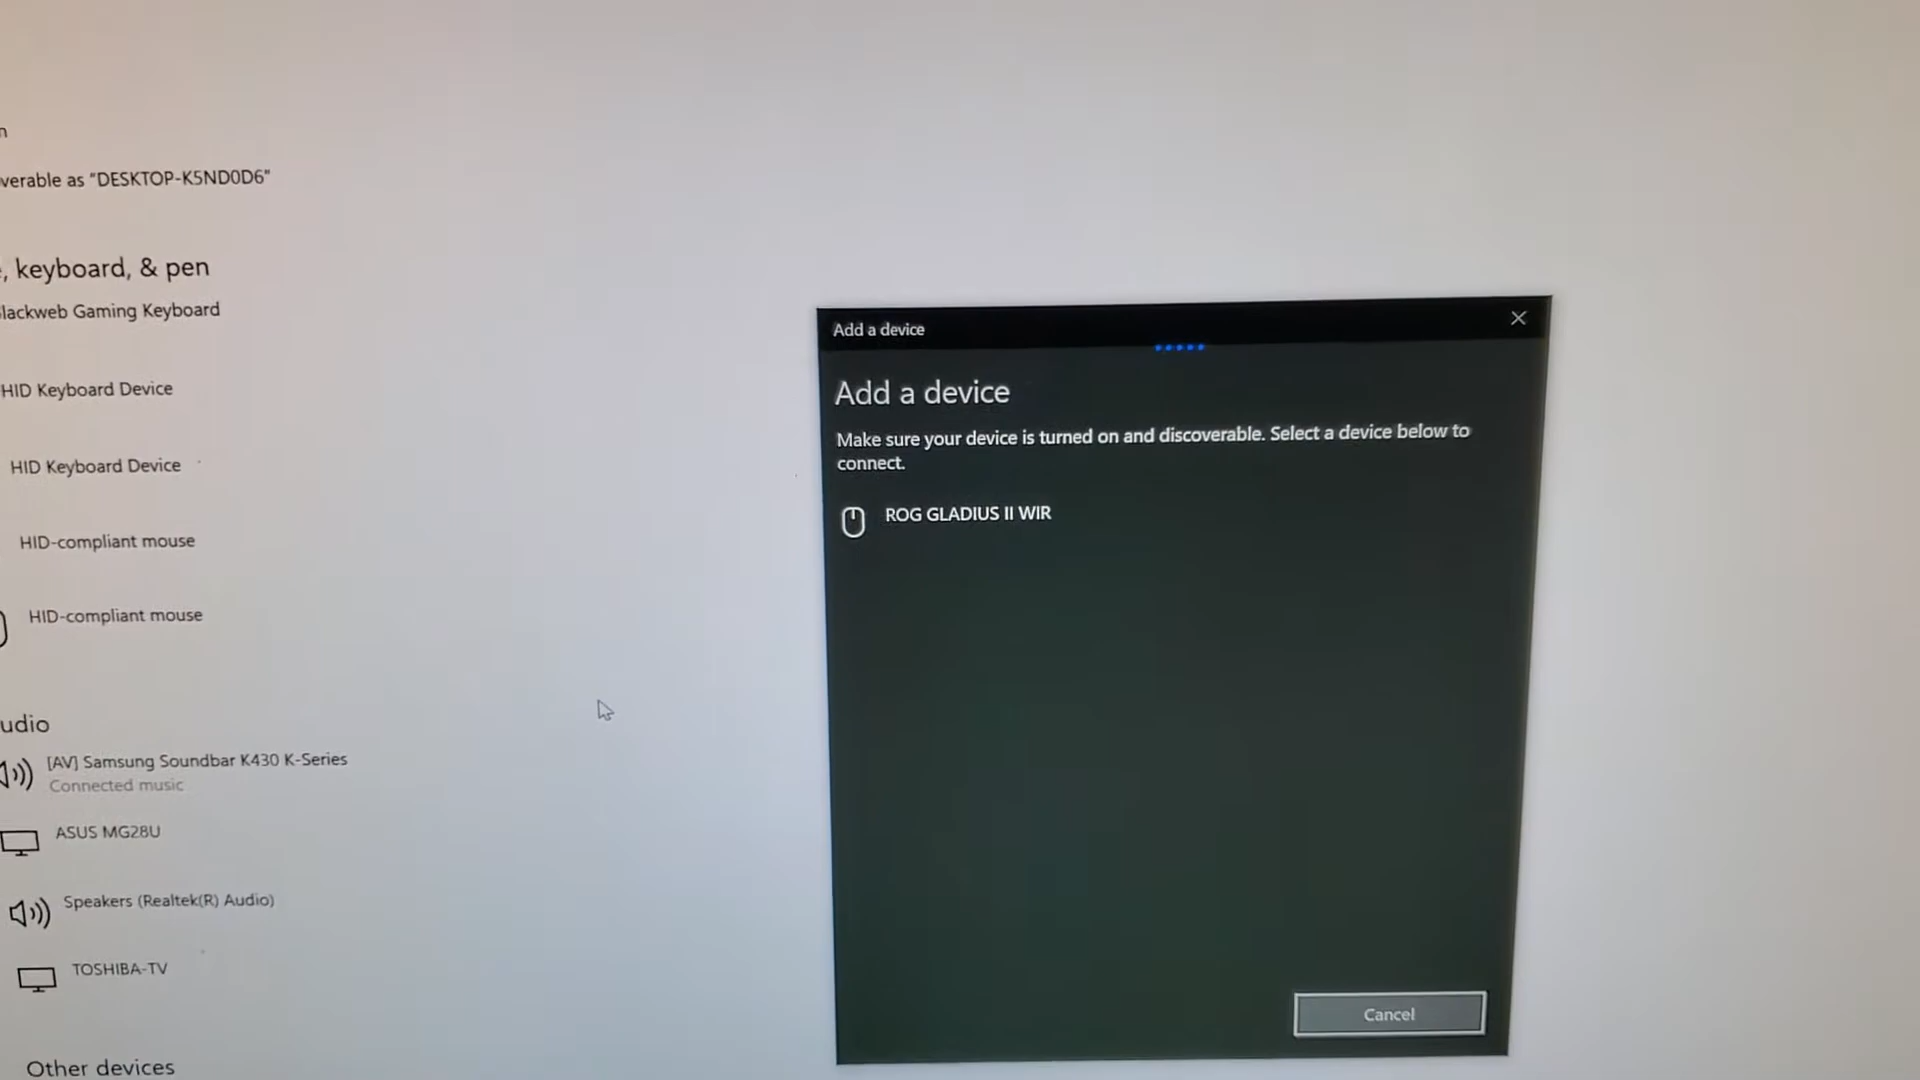 n
verable as "DESKTOP-K5ND0D6"
, keyboard, & pen
lackweb Gaming Keyboard
HID Keyboard Device
HID Keyboard Device
HID-compliant mouse
HID-compliant mouse
udio
[AV] Samsung Soundbar K430 K-Series
Connected music
ASUS MG28U
Speakers (Realtek(R) Audio)
TOSHIBA-TV
Other devices
Add a device
Add a device
Make sure your device is turned on and discoverable. Select a device below to
connect.
ROG GLADIUS II WIR
Cancel